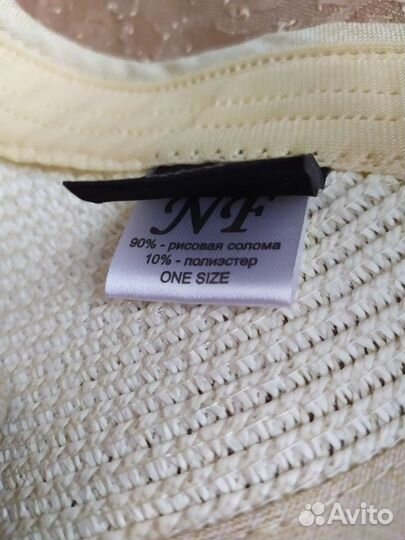 NF
90% - рисовая солома
10% - полиэстер
ONE SIZE
Avito